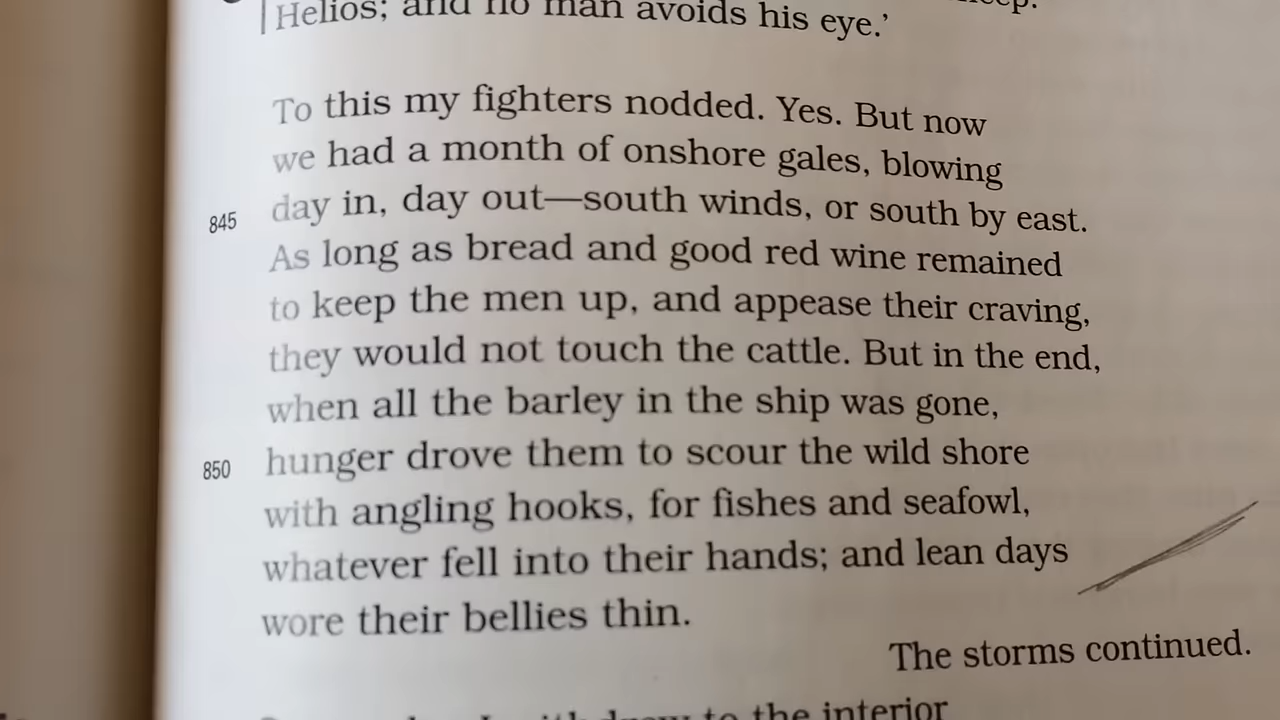 Helios; and no man avoids his eye.’
To this my fighters nodded. Yes. But now
we had a month of onshore gales, blowing
845 day in, day out—south winds, or south by east.
As long as bread and good red wine remained
to keep the men up, and appease their craving,
they would not touch the cattle. But in the end,
when all the barley in the ship was gone,
850 hunger drove them to scour the wild shore
with angling hooks, for fishes and seafowl,
whatever fell into their hands; and lean days
wore their bellies thin.
The storms continued.
to the interior